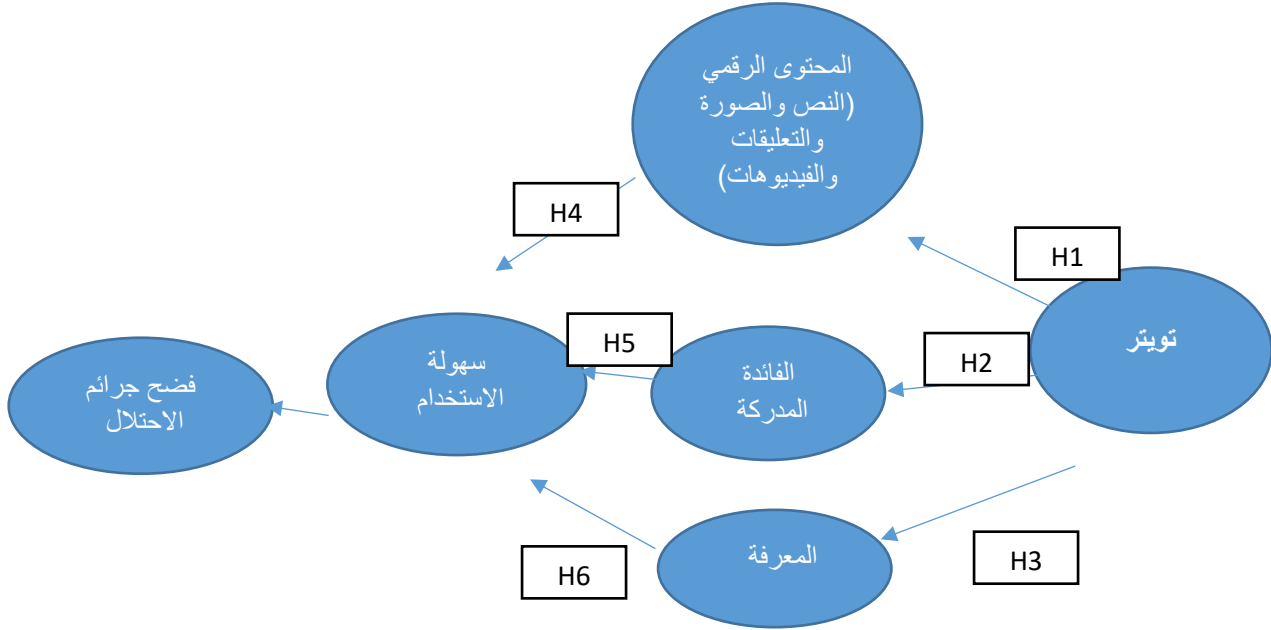 المحتوى الرقمي
(النص والصورة
والتعليقات
والفيديوهات)
H4
H1
تويتر
H2
الفائدة
المدركة
H5
سهولة
الاستخدام
فضح جرائم
الاحتلال
المعرفة
H3
H6